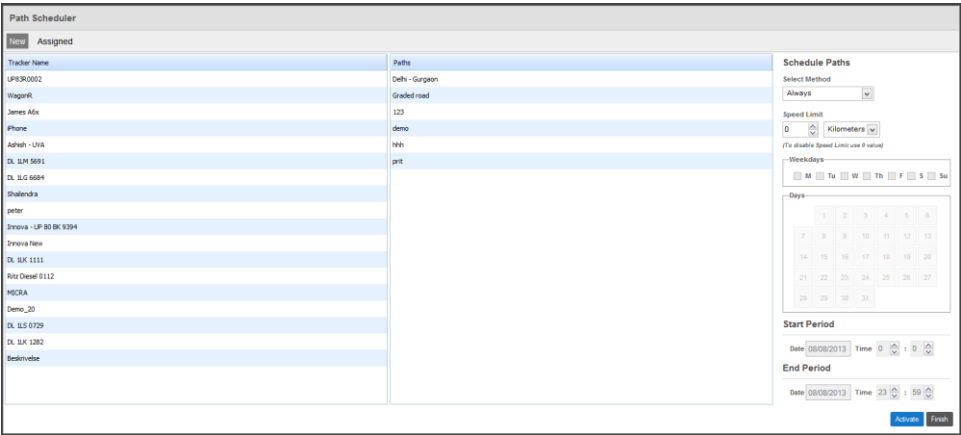 Path Scheduler
New Assigned
Tracker Name
UP83R0002
WagonR
James A6x
iPhone
Ashish - UVA
DL 1LM 5691
DL 1LG 6684
Shailendra
peter
Innova - UP 80 BK 9394
Innova New
DL 1LK 1111
Ritz Diesel 0112
MICRA
Demo_20
DL 1LS 0729
DL 1LK 1282
Beskrivelse
Paths
Delhi - Gurgaon
Graded road
123
demo
hhh
prit
Schedule Paths
Select Method
Always
Speed Limit
0 Kilometers
(To disable Speed Limit use 0 value)
Weekdays
M Tu W Th F S Su
Days
1 2 3 4 5 6
7 8 9 10 11 12 13
14 15 16 17 18 19 20
21 22 23 24 25 26 27
28 29 30 31
Start Period
Date 08/08/2013 Time 0 : 0
End Period
Date 08/08/2013 Time 23 : 59
Activate Finish